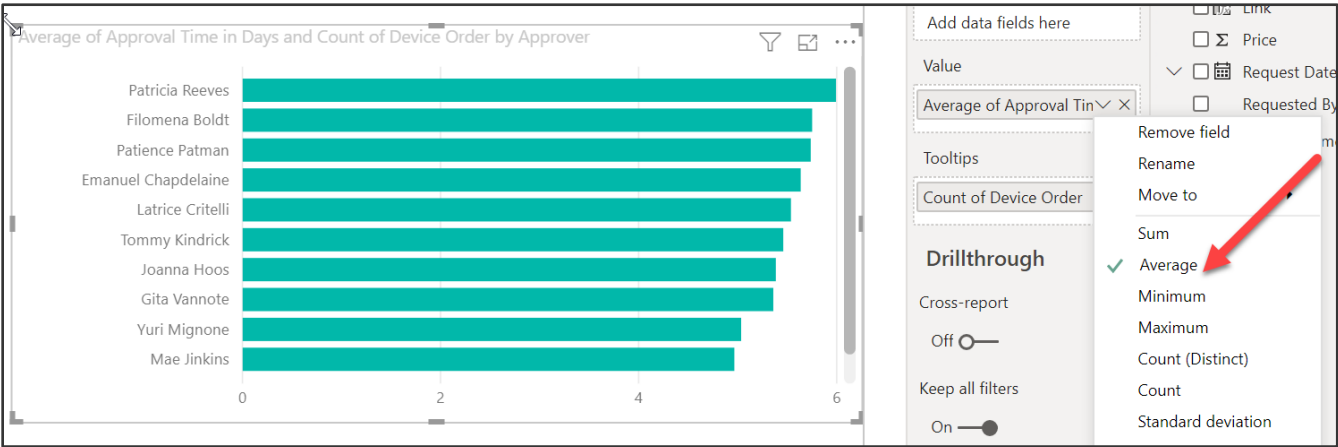 Average of Approval Time in Days and Count of Device Order by Approver
Patricia Reeves
Filomena Boldt
Patience Patman
Emanuel Chapdelaine
Latrice Critelli
Tommy Kindrick
Joanna Hoos
Gita Vannote
Yuri Mignone
Mae Jinkins
0 2 4 6
Add data fields here
Value
Average of Approval Tin
Tooltips
Count of Device Order
Drillthrough
Cross-report
Off
Keep all filters
On
Link
Σ Price
Request Date
Requested By
Remove field
Rename
Move to
Sum
Average
Minimum
Maximum
Count (Distinct)
Count
Standard deviation